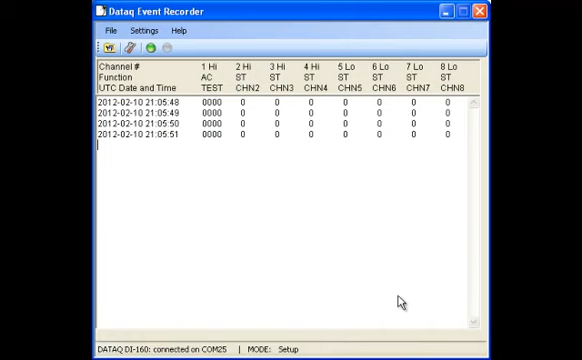 Dataq Event Recorder
File Settings Help
Channel # 1 Hi 2 Hi 3 Hi 4 Hi 5 Lo 6 Lo 7 Lo 8 Lo
Function AC ST ST ST ST ST ST ST
UTC Date and Time TEST CHN2 CHN3 CHN4 CHN5 CHN6 CHN7 CHN8
2012-02-10 21:05:48 0000 0 0 0 0 0 0 0
2012-02-10 21:05:49 0000 0 0 0 0 0 0 0
2012-02-10 21:05:50 0000 0 0 0 0 0 0 0
2012-02-10 21:05:51 0000 0 0 0 0 0 0 0
DATAQ DI-160: connected on COM25 | MODE: Setup